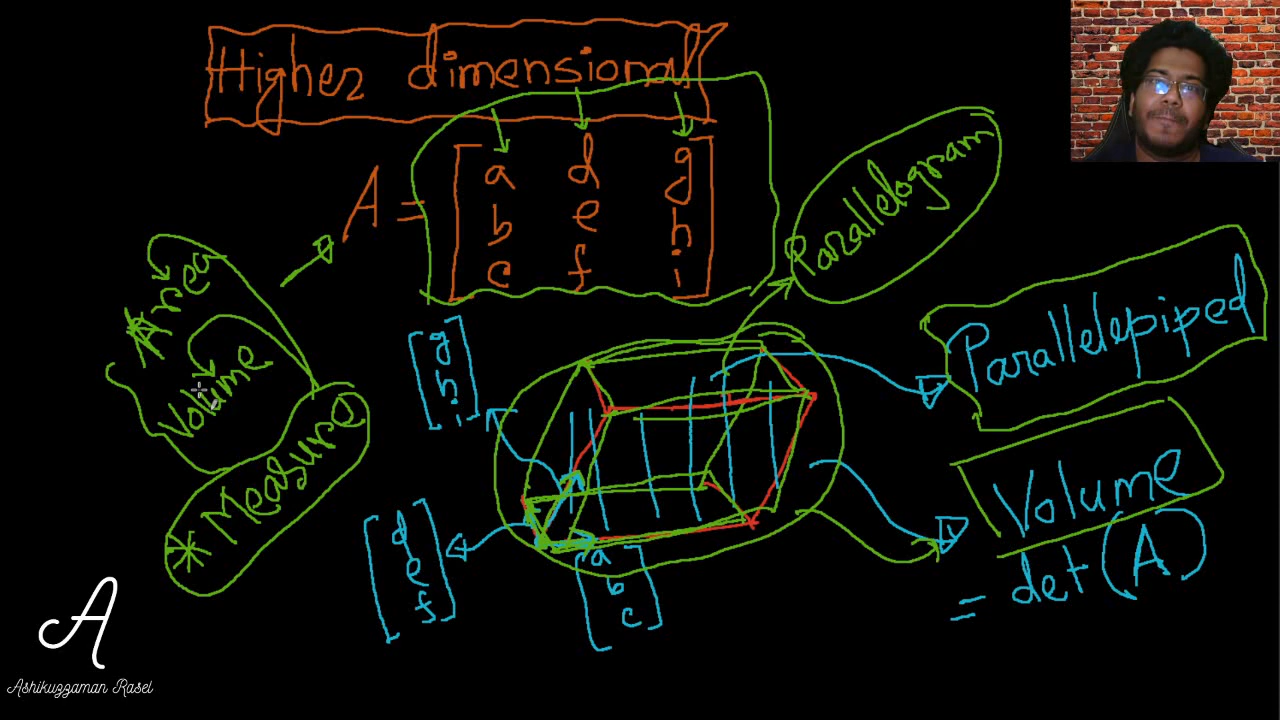 Higher dimensional
A = [ a d g
b e h
c f i ]
Parallelogram
Area
Volume
* Measure
[ g
h
i ]
Parallelepiped
[ d
e
f ]
[ a
b
c ]
Volume
= det (A)
A
Ashikuzzaman Rasel